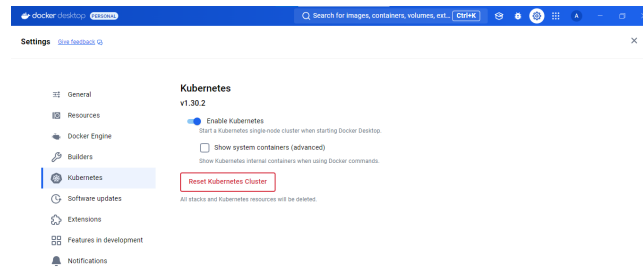 docker desktop PERSONAL
Search for images, containers, volumes, ext... Ctrl+K
A
Settings Give feedback
General
Resources
Docker Engine
Builders
Kubernetes
Software updates
Extensions
Features in development
Notifications
Kubernetes
v1.30.2
Enable Kubernetes
Start a Kubernetes single-node cluster when starting Docker Desktop.
Show system containers (advanced)
Show Kubernetes internal containers when using Docker commands.
Reset Kubernetes Cluster
All stacks and Kubernetes resources will be deleted.